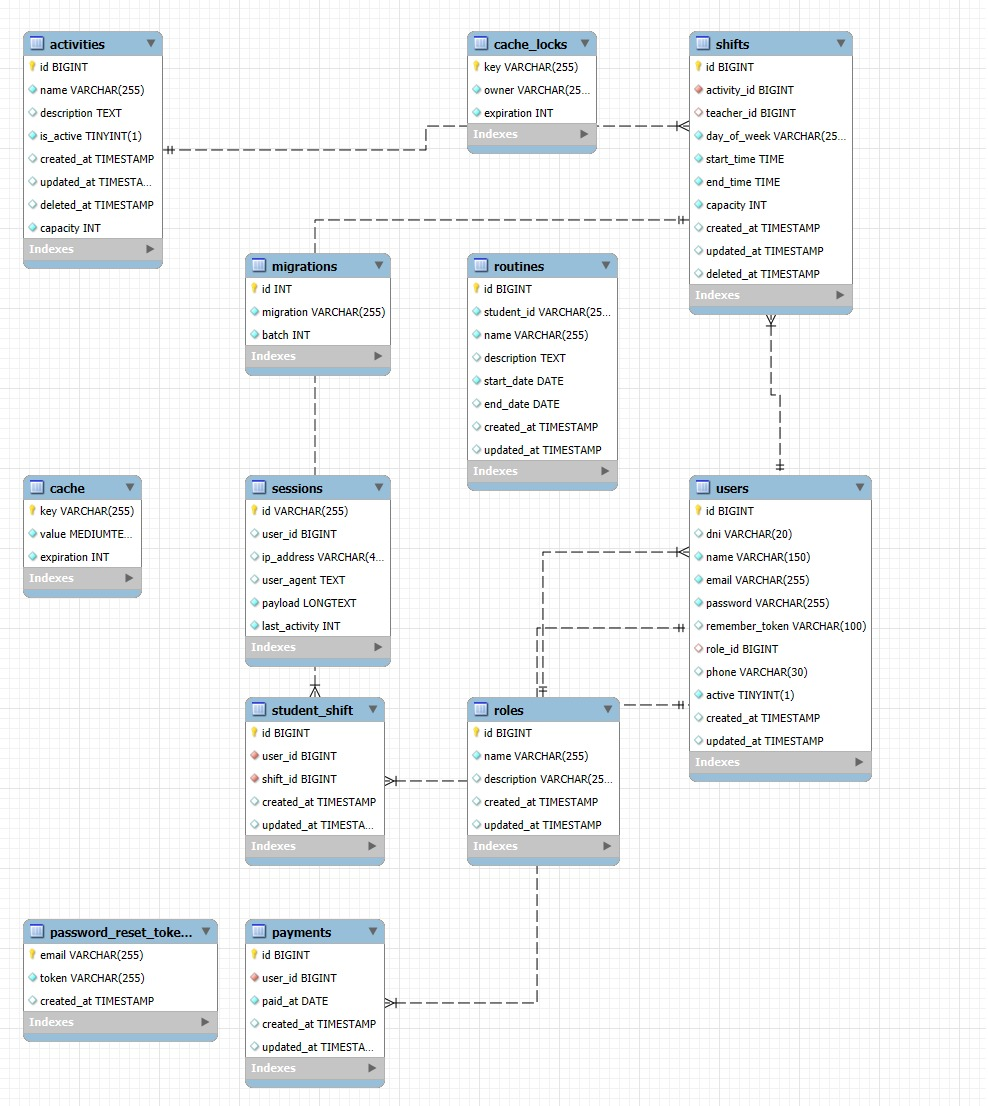 activities
id BIGINT
name VARCHAR(255)
description TEXT
is_active TINYINT(1)
created_at TIMESTAMP
updated_at TIMESTA...
deleted_at TIMESTAMP
capacity INT
Indexes
cache_locks
key VARCHAR(255)
owner VARCHAR(25...
expiration INT
Indexes
shifts
id BIGINT
activity_id BIGINT
teacher_id BIGINT
day_of_week VARCHAR(25...
start_time TIME
end_time TIME
capacity INT
created_at TIMESTAMP
updated_at TIMESTAMP
deleted_at TIMESTAMP
Indexes
migrations
id INT
migration VARCHAR(255)
batch INT
Indexes
routines
id BIGINT
student_id VARCHAR(25...
name VARCHAR(255)
description TEXT
start_date DATE
end_date DATE
created_at TIMESTAMP
updated_at TIMESTAMP
Indexes
cache
key VARCHAR(255)
value MEDIUMTE...
expiration INT
Indexes
sessions
id VARCHAR(255)
user_id BIGINT
ip_address VARCHAR(4...
user_agent TEXT
payload LONGTEXT
last_activity INT
Indexes
users
id BIGINT
dni VARCHAR(20)
name VARCHAR(150)
email VARCHAR(255)
password VARCHAR(255)
remember_token VARCHAR(100)
role_id BIGINT
phone VARCHAR(30)
active TINYINT(1)
created_at TIMESTAMP
updated_at TIMESTAMP
Indexes
student_shift
id BIGINT
user_id BIGINT
shift_id BIGINT
created_at TIMESTAMP
updated_at TIMESTA...
Indexes
roles
id BIGINT
name VARCHAR(255)
description VARCHAR(25...
created_at TIMESTAMP
updated_at TIMESTAMP
Indexes
password_reset_toke...
email VARCHAR(255)
token VARCHAR(255)
created_at TIMESTAMP
Indexes
payments
id BIGINT
user_id BIGINT
paid_at DATE
created_at TIMESTAMP
updated_at TIMESTA...
Indexes